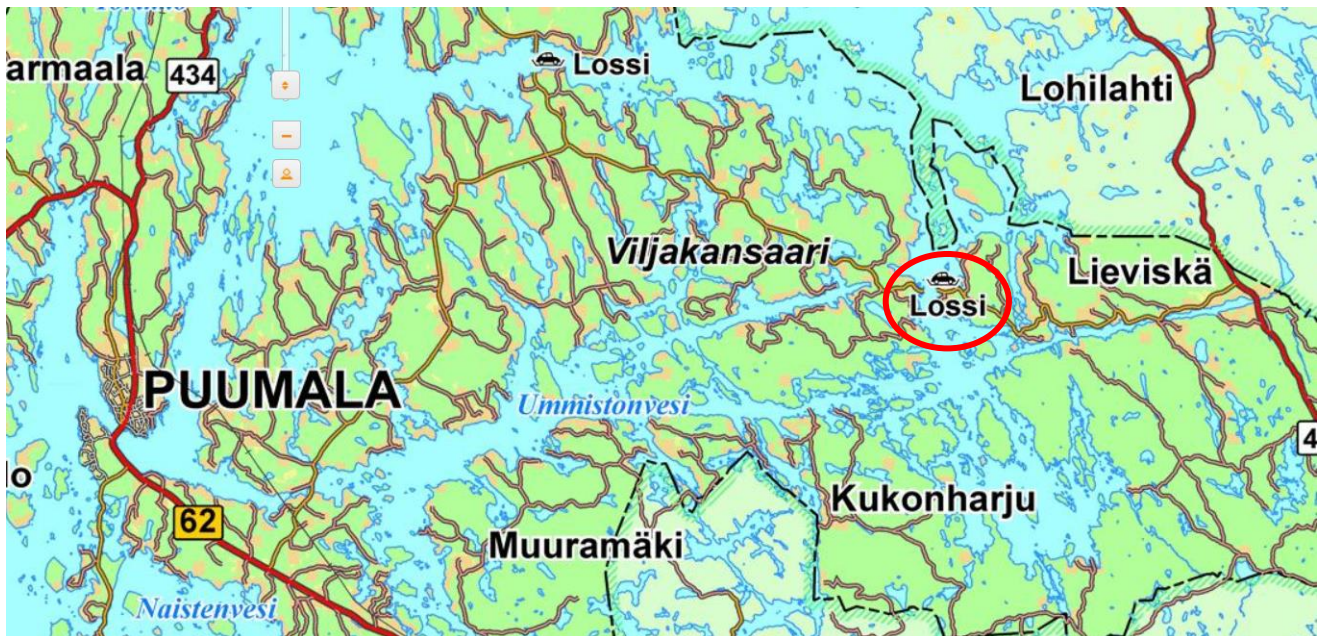 armaala
434
Lossi
Lohilahti
Viljakansaari
Lieviskä
Lossi
PUUMALA
Ummistonvesi
lo
4
62
Kukonharju
Muuramäki
Naistenvesi